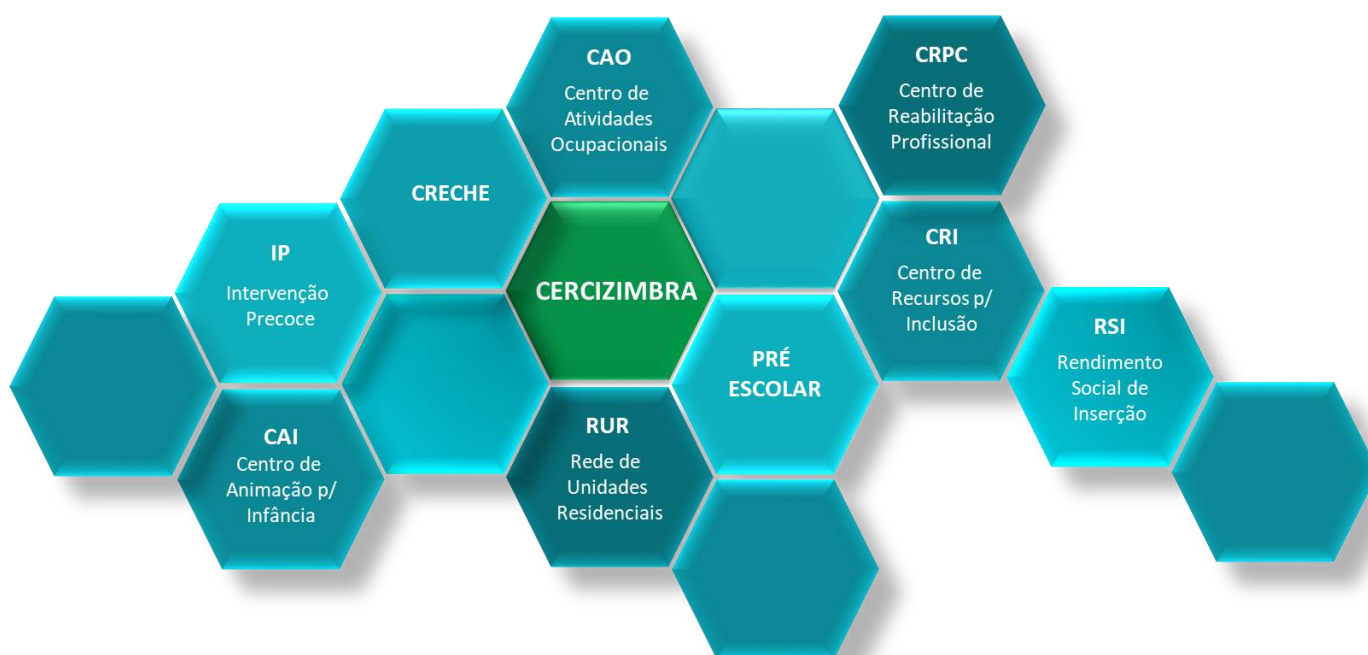 CAO
Centro de
Atividades
Ocupacionais
CRPC
Centro de
Reabilitação
Profissional
CRECHE
IP
Intervenção
Precoce
CERCIZIMBRA
CRI
Centro de
Recursos p/
Inclusão
RSI
Rendimento
Social de
Inserção
PRÉ
ESCOLAR
CAI
Centro de
Animação p/
Infância
RUR
Rede de
Unidades
Residenciais